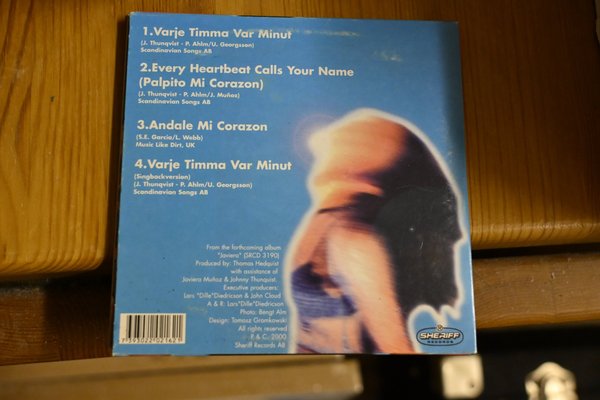 1.Varje Timma Var Minut
(J. Thunqvist - P. Ahlm/U. Georgsson)
Scandinavian Songs AB
2.Every Heartbeat Calls Your Name
(Palpito Mi Corazon)
(J. Thunqvist - P. Ahlm/J. Muñoz)
Scandinavian Songs AB
3.Andale Mi Corazon
(S.E. Garcia/L. Webb)
Music Like Dirt, UK
4.Varje Timma Var Minut
(Singbackversion)
(J. Thunqvist - P. Ahlm/U. Georgsson)
Scandinavian Songs AB
From the forthcoming album
"Javiera" (SRCD 3190)
Produced by: Thomas Hedquist
with assistance of
Javiera Muñoz & Johnny Thunqvist.
Executive producers:
Lars "Dille"Diedricson & John Cloud
A & R: Lars"Dille"Diedricson
Photo: Bengt Alm
Design: Tomasz Gramkowski
All rights reserved
P. & C. 2000
Sheriff Records AB
SHERIFF
RECORDS